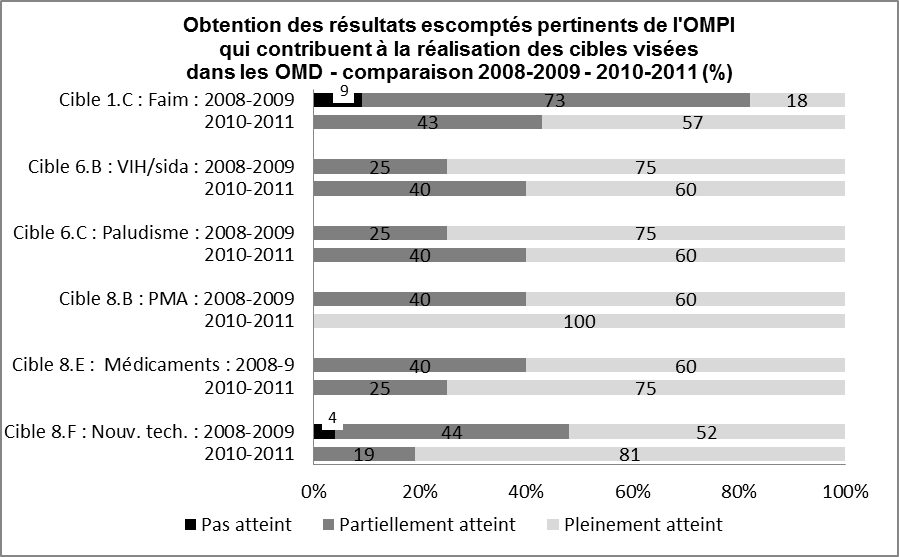 Obtention des résultats escomptés pertinents de l'OMPI
qui contribuent à la réalisation des cibles visées
dans les OMD - comparaison 2008-2009 - 2010-2011 (%)
Cible 1.C : Faim : 2008-2009 9 73 18
2010-2011 43 57
Cible 6.B : VIH/sida : 2008-2009 25 75
2010-2011 40 60
Cible 6.C : Paludisme : 2008-2009 25 75
2010-2011 40 60
Cible 8.B : PMA : 2008-2009 40 60
2010-2011 100
Cible 8.E : Médicaments : 2008-9 40 60
2010-2011 25 75
Cible 8.F : Nouv. tech. : 2008-2009 4 44 52
2010-2011 19 81
0% 20% 40% 60% 80% 100%
Pas atteint Partiellement atteint Pleinement atteint